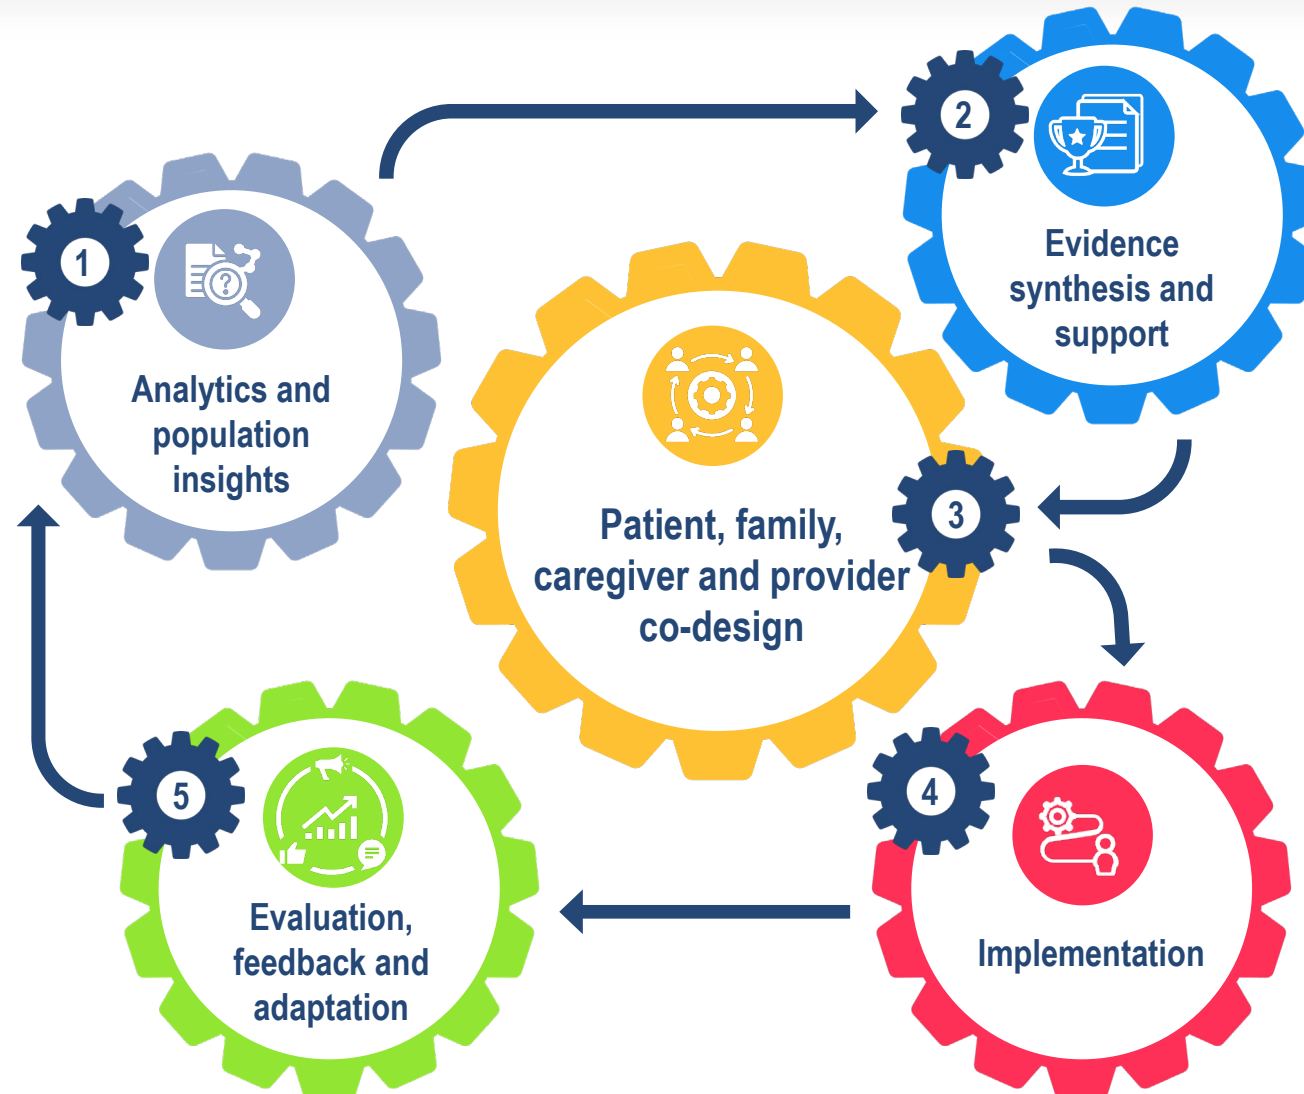 1
Analytics and
population
insights
2
Evidence
synthesis and
support
3
Patient, family,
caregiver and provider
co-design
4
Implementation
5
Evaluation,
feedback and
adaptation
?